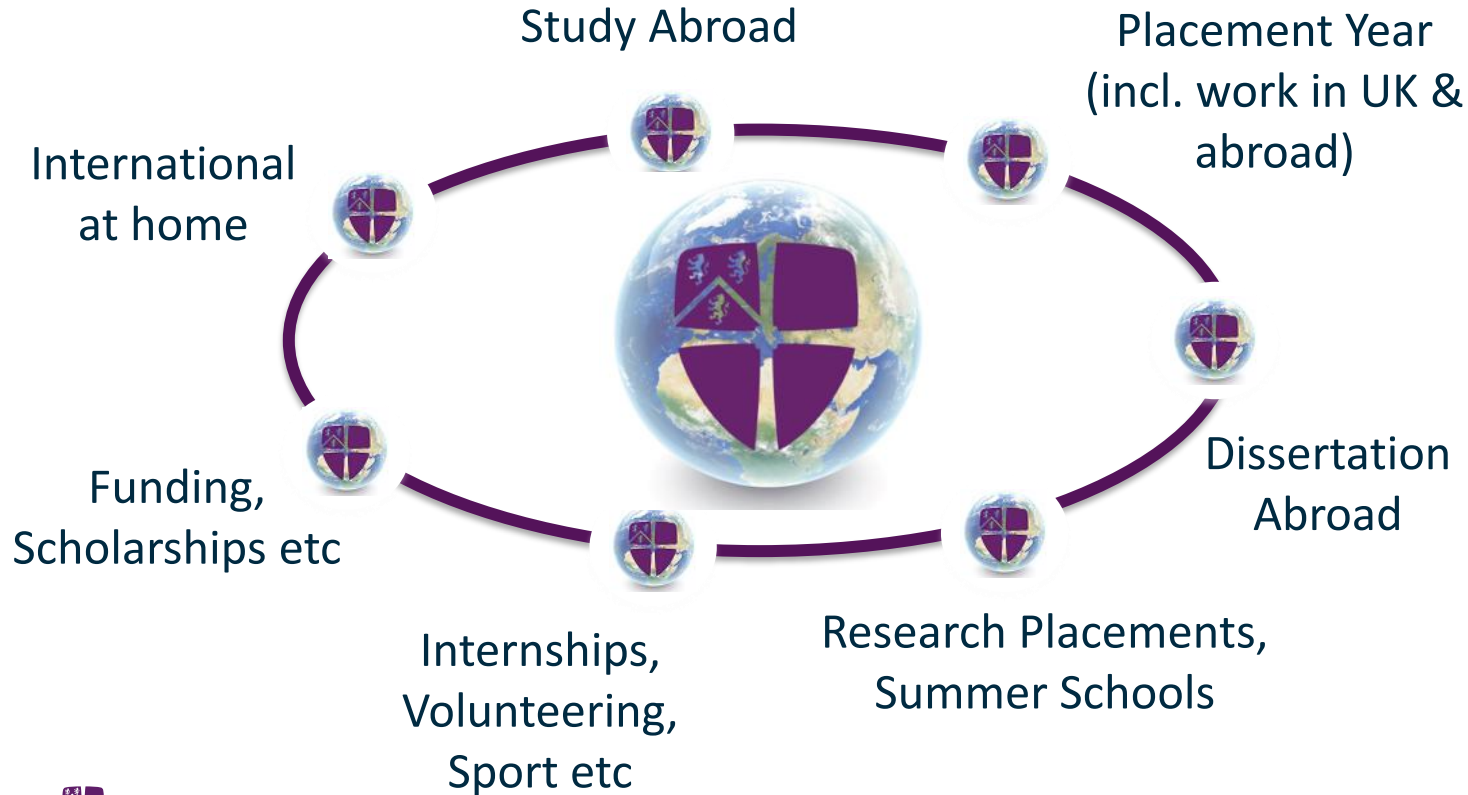 Study Abroad
Placement Year
(incl. work in UK &
abroad)
International
at home
Dissertation
Abroad
Funding,
Scholarships etc
Research Placements,
Summer Schools
Internships,
Volunteering,
Sport etc